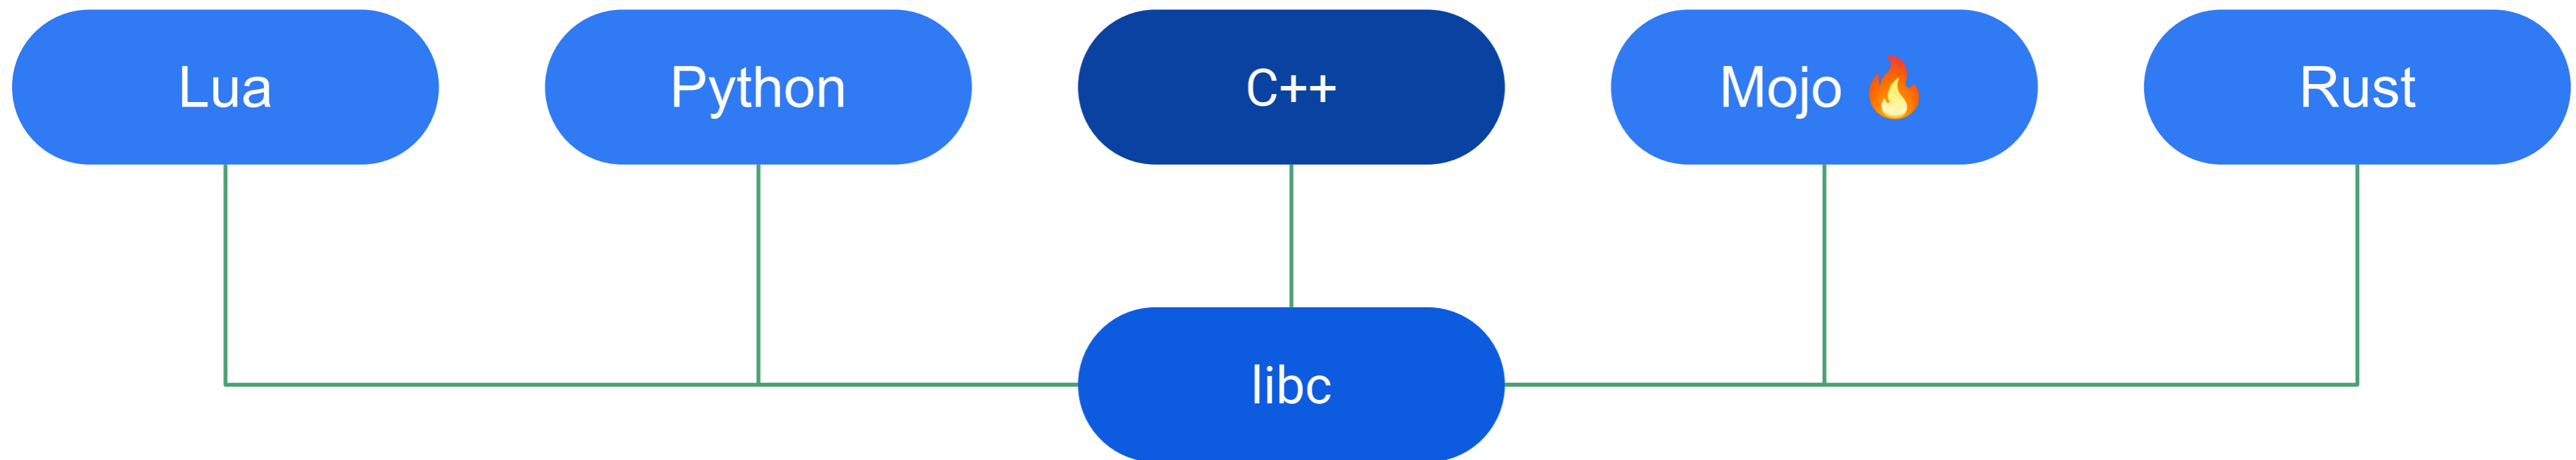 Lua
Python
C++
Mojo 🔥
Rust
libc